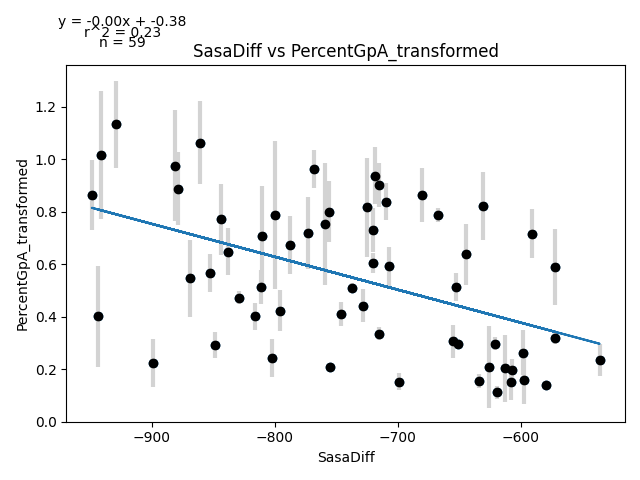 y = -0.00x + -0.38
r^2 = 0.23
n = 59
SasaDiff vs PercentGpA_transformed
PercentGpA_transformed
1.2
1.0
0.8
0.6
0.4
0.2
0.0
−900
−800
−700
−600
SasaDiff